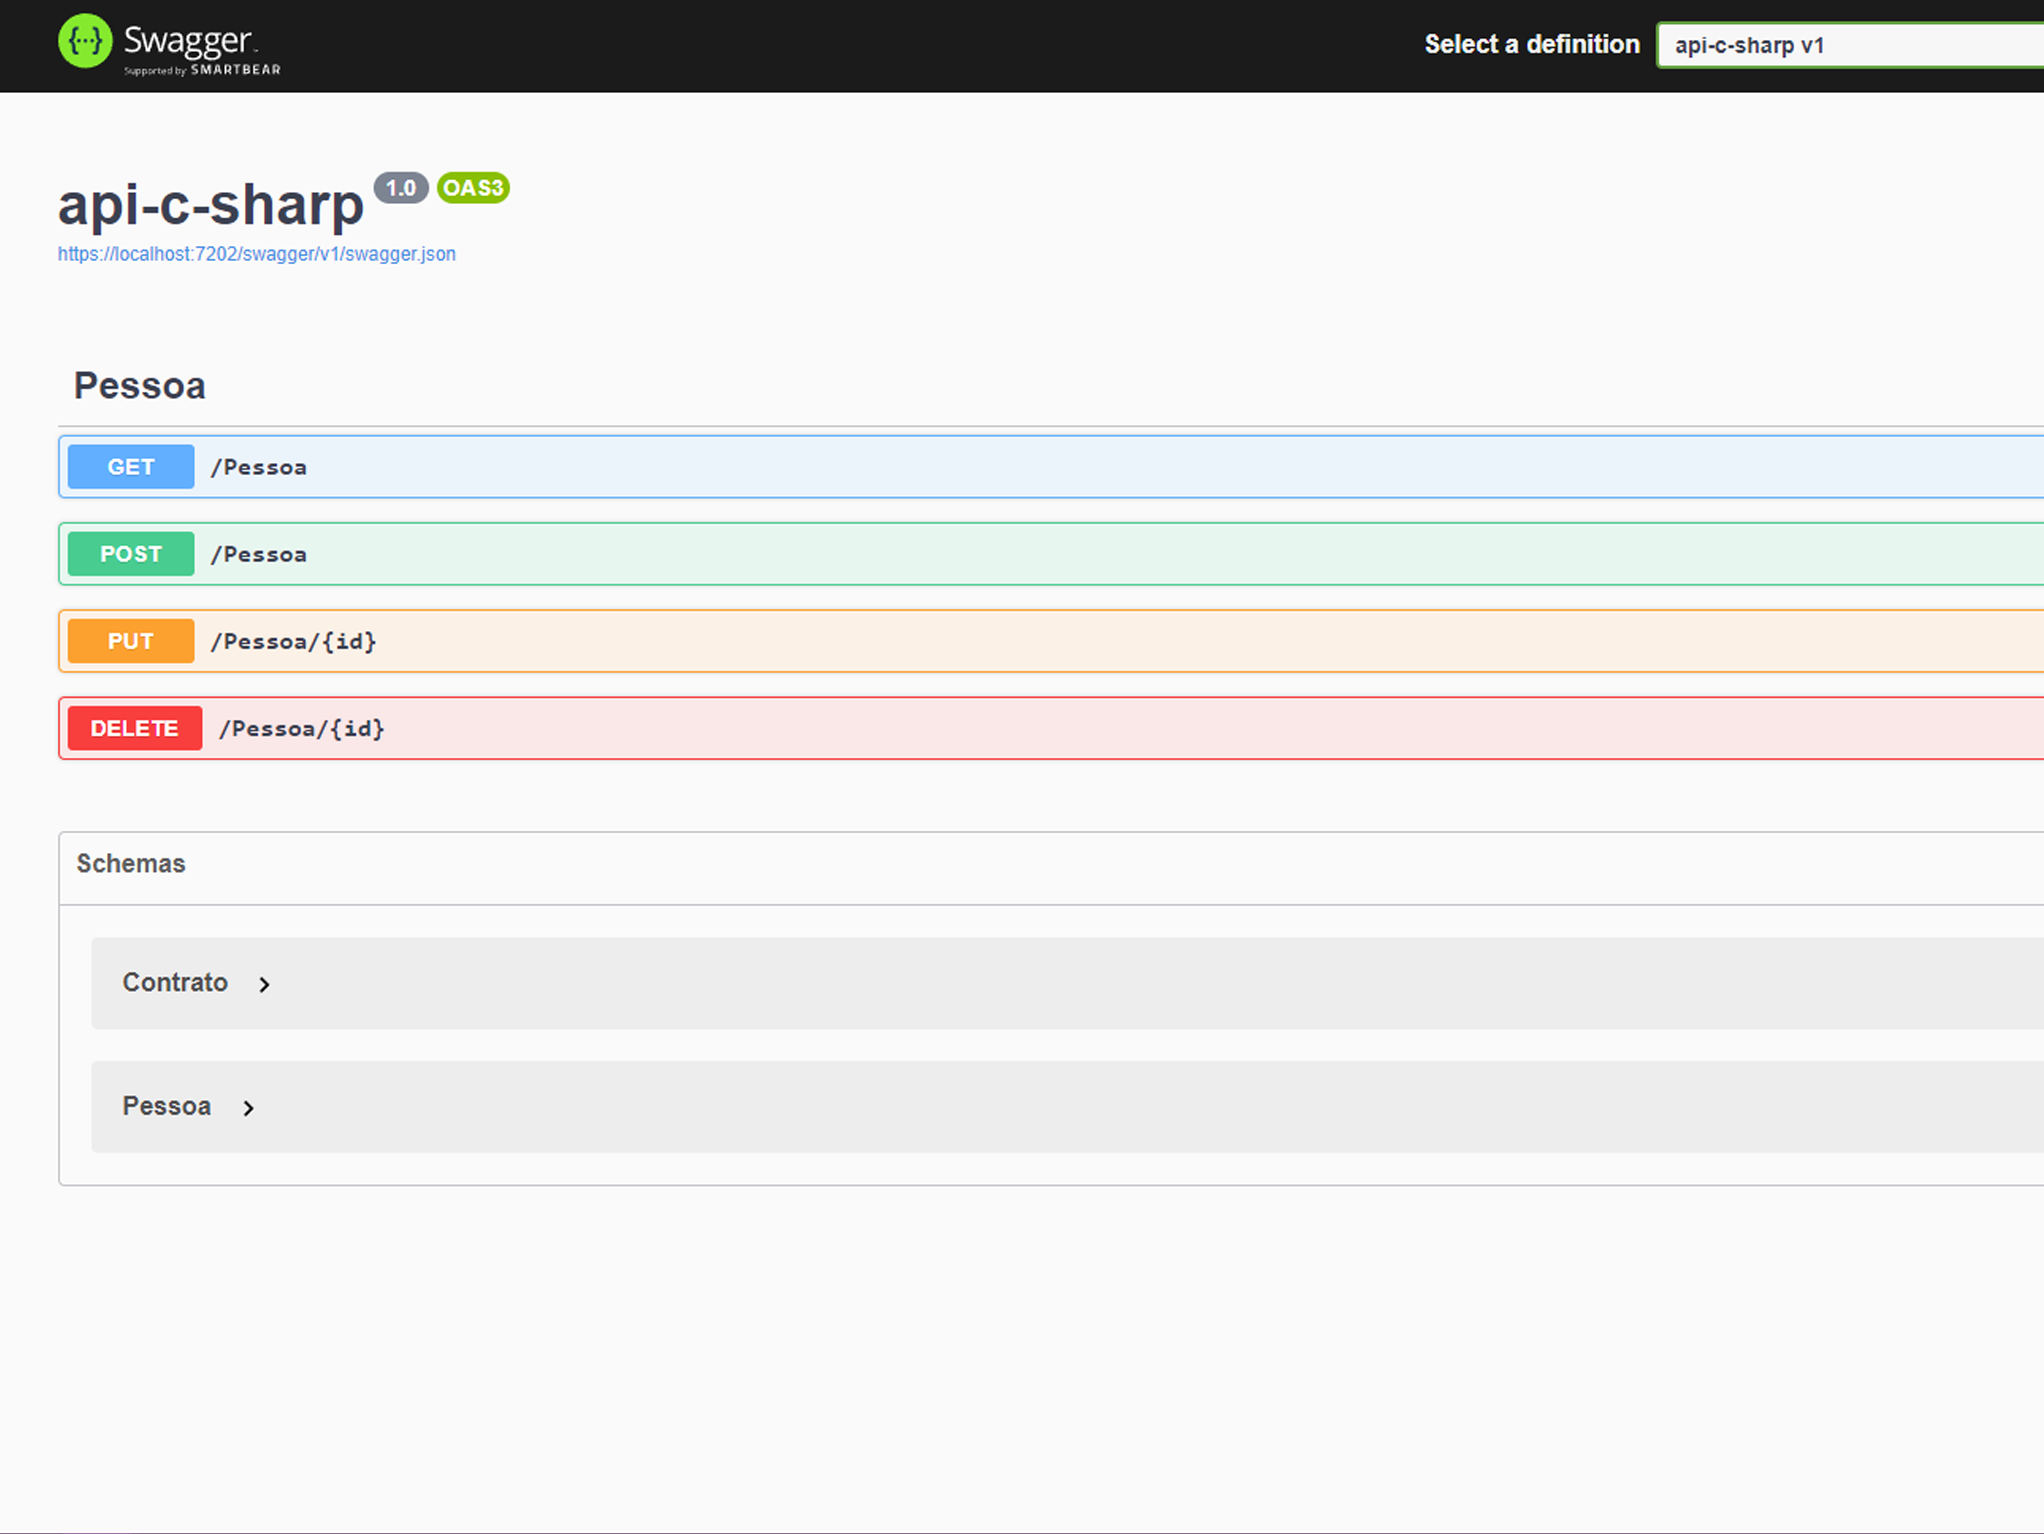 Swagger
Supported by SMARTBEAR
Select a definition
api-c-sharp v1
api-c-sharp 1.0 OAS3
https://localhost:7202/swagger/v1/swagger.json
Pessoa
GET /Pessoa
POST /Pessoa
PUT /Pessoa/{id}
DELETE /Pessoa/{id}
Schemas
Contrato
Pessoa